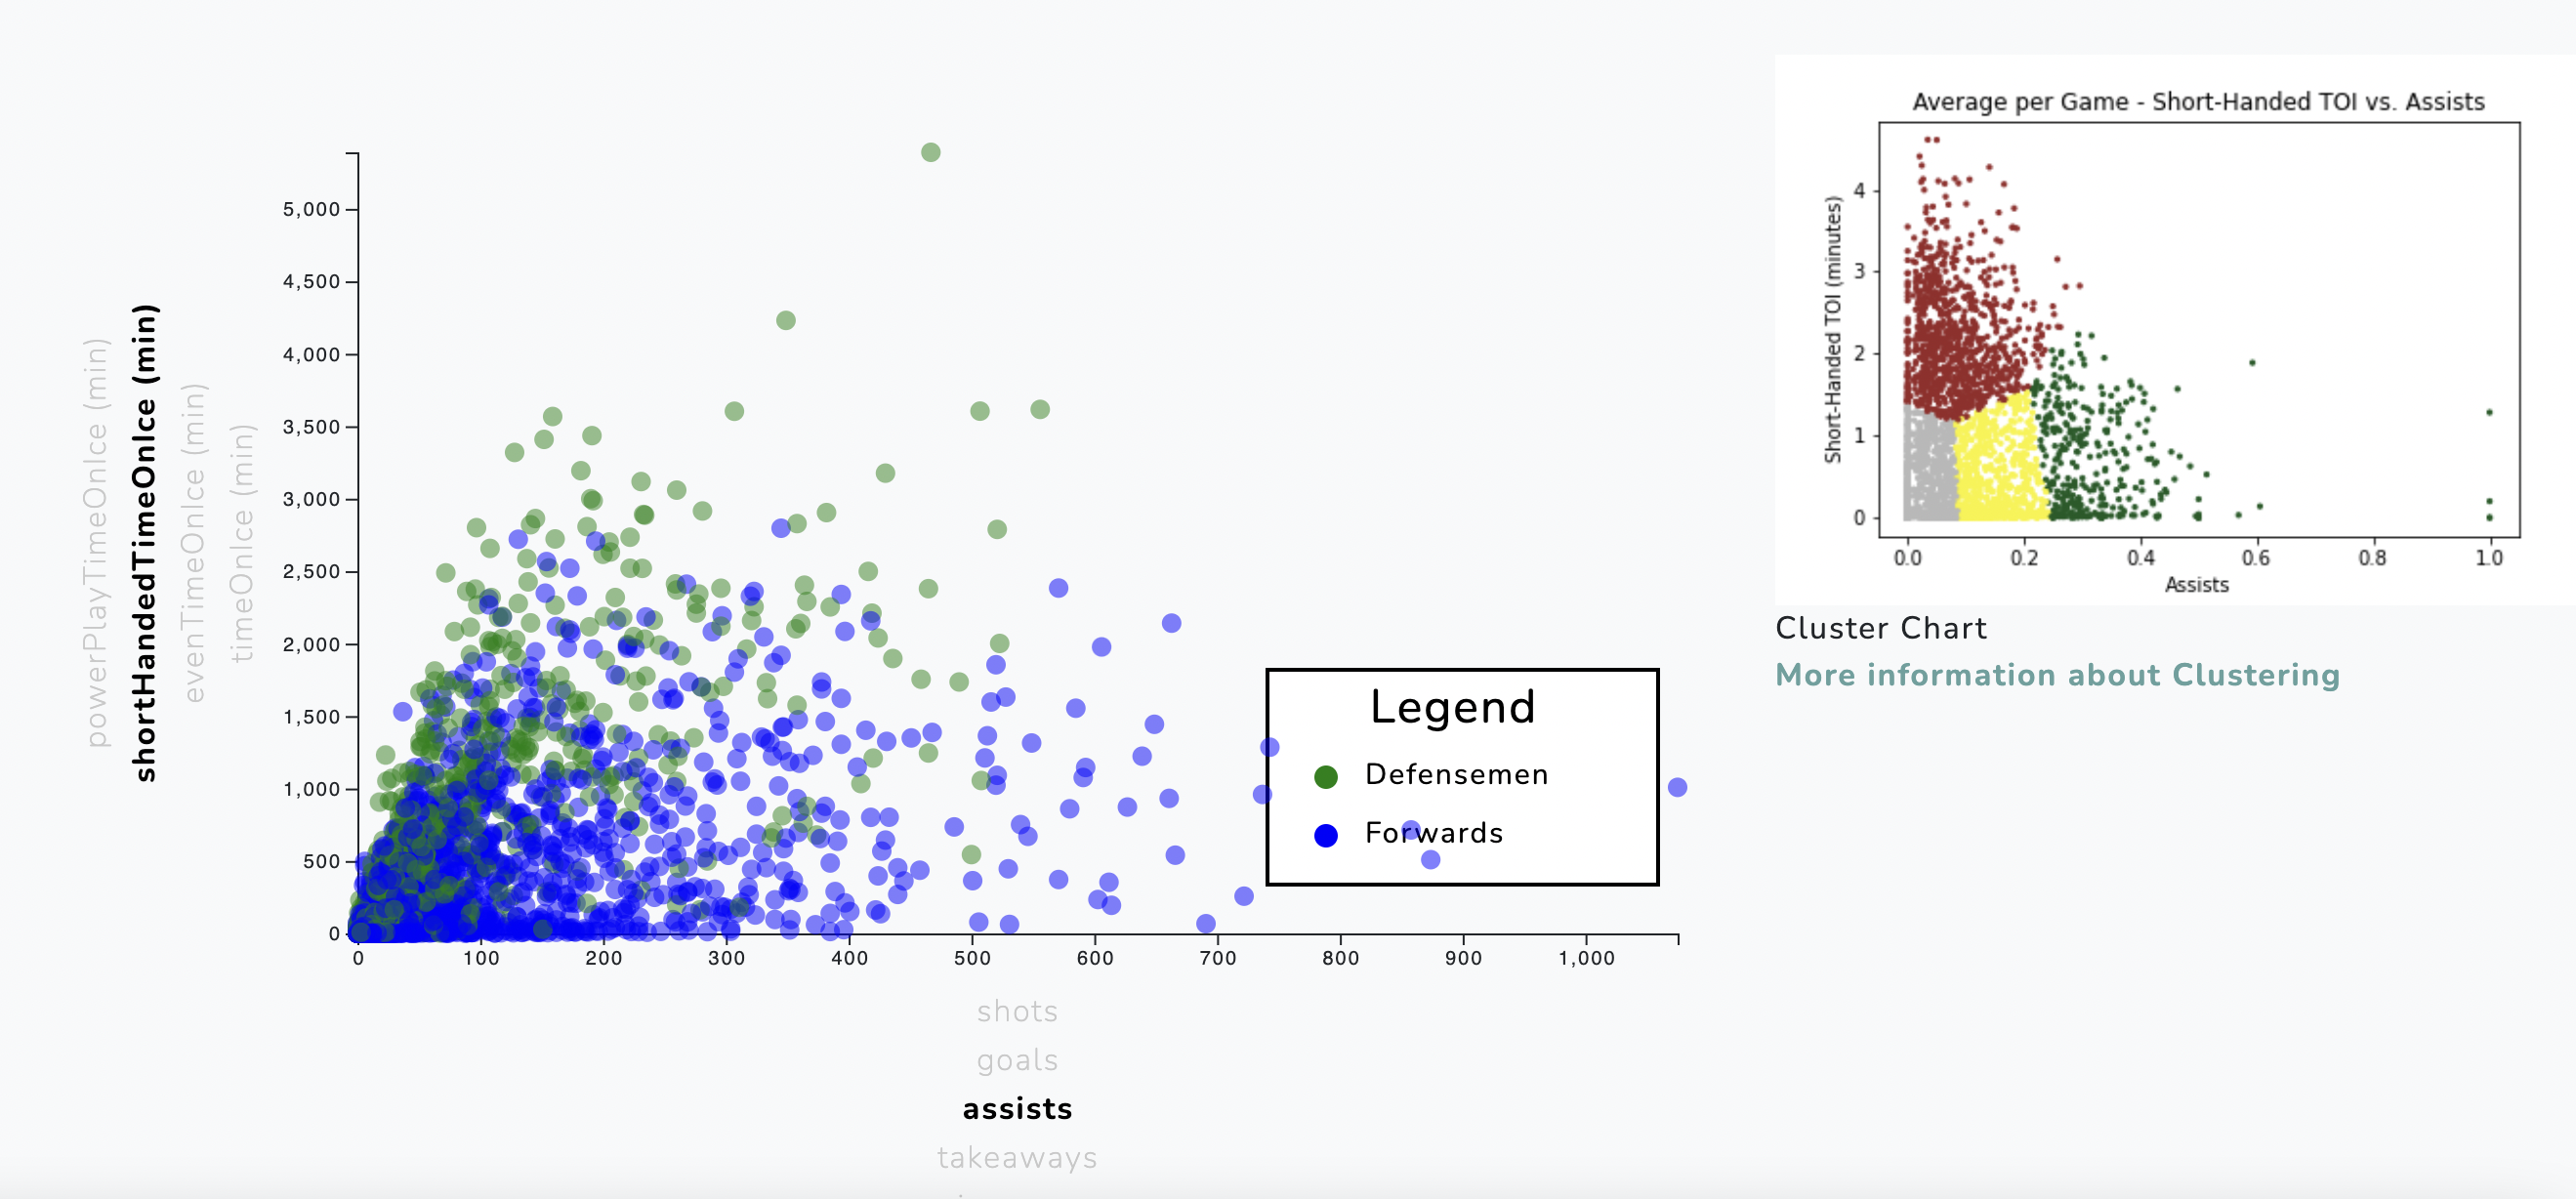 powerPlayTimeOnIce (min)
shortHandedTimeOnIce (min)
evenTimeOnIce (min)
timeOnIce (min)
5,000
4,500
4,000
3,500
3,000
2,500
2,000
1,500
1,000
500
0
0 100 200 300 400 500 600 700 800 900 1,000
shots
goals
assists
takeaways
Legend
Defensemen
Forwards
Average per Game - Short-Handed TOI vs. Assists
Short-Handed TOI (minutes)
4
3
2
1
0
0.0 0.2 0.4 0.6 0.8 1.0
Assists
Cluster Chart
More information about Clustering